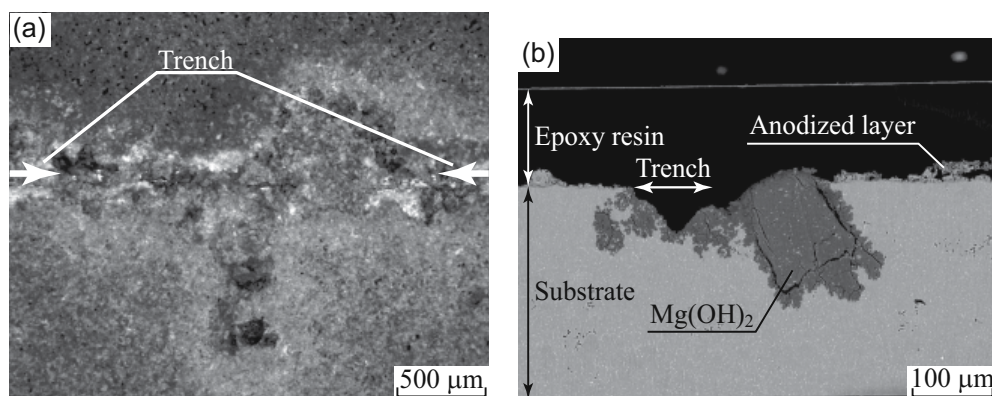 (a)
Trench
500 μm
(b)
Epoxy resin
Anodized layer
Trench
Substrate
Mg(OH)₂
100 μm